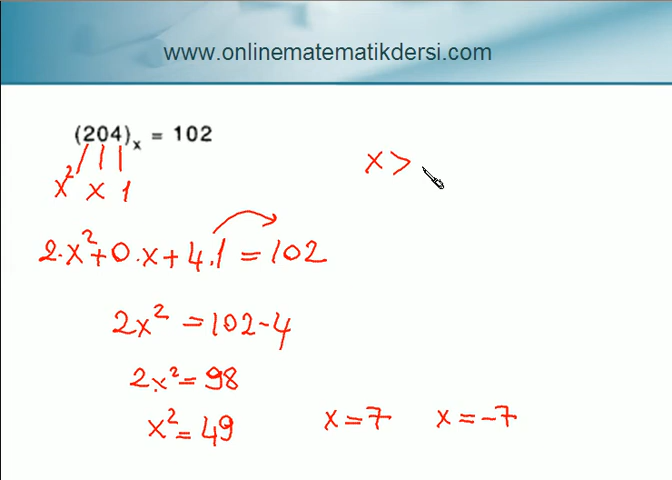 www.onlinematematikdersi.com
(204)ₓ = 102
x² x 1
x >
2.x²+0.x+4.1=102
2x²=102-4
2x²=98
x²=49 x=7 x=-7